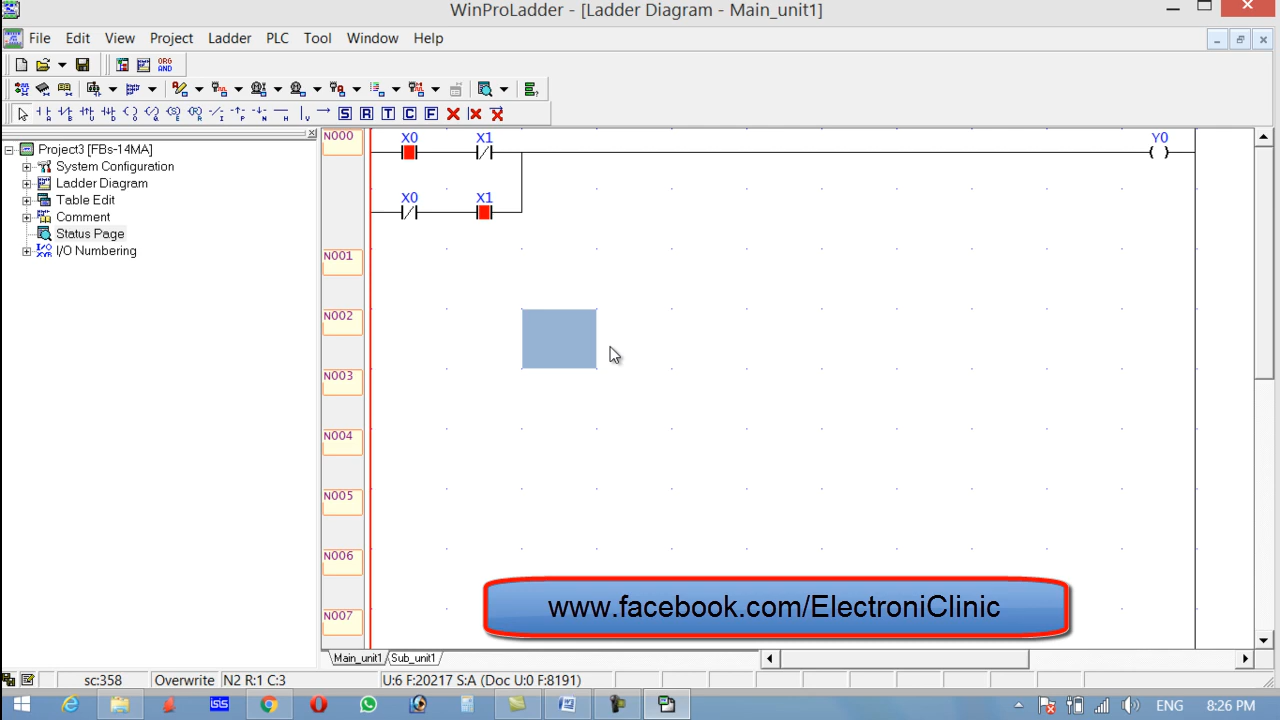 WinProLadder - [Ladder Diagram - Main_unit1]
File Edit View Project Ladder PLC Tool Window Help
ORG
AND
A B U D O Q S R I P N H V S R T C F
Project3 [FBs-14MA]
System Configuration
Ladder Diagram
Table Edit
Comment
Status Page
I/O Numbering
N000
X0 X1 Y0
X0 X1
N001
N002
N003
N004
N005
N006
N007
www.facebook.com/ElectroniClinic
Main_unit1 Sub_unit1
sc:358 Overwrite N2 R:1 C:3 U:6 F:20217 S:A (Doc U:0 F:8191)
isis ENG 8:26 PM